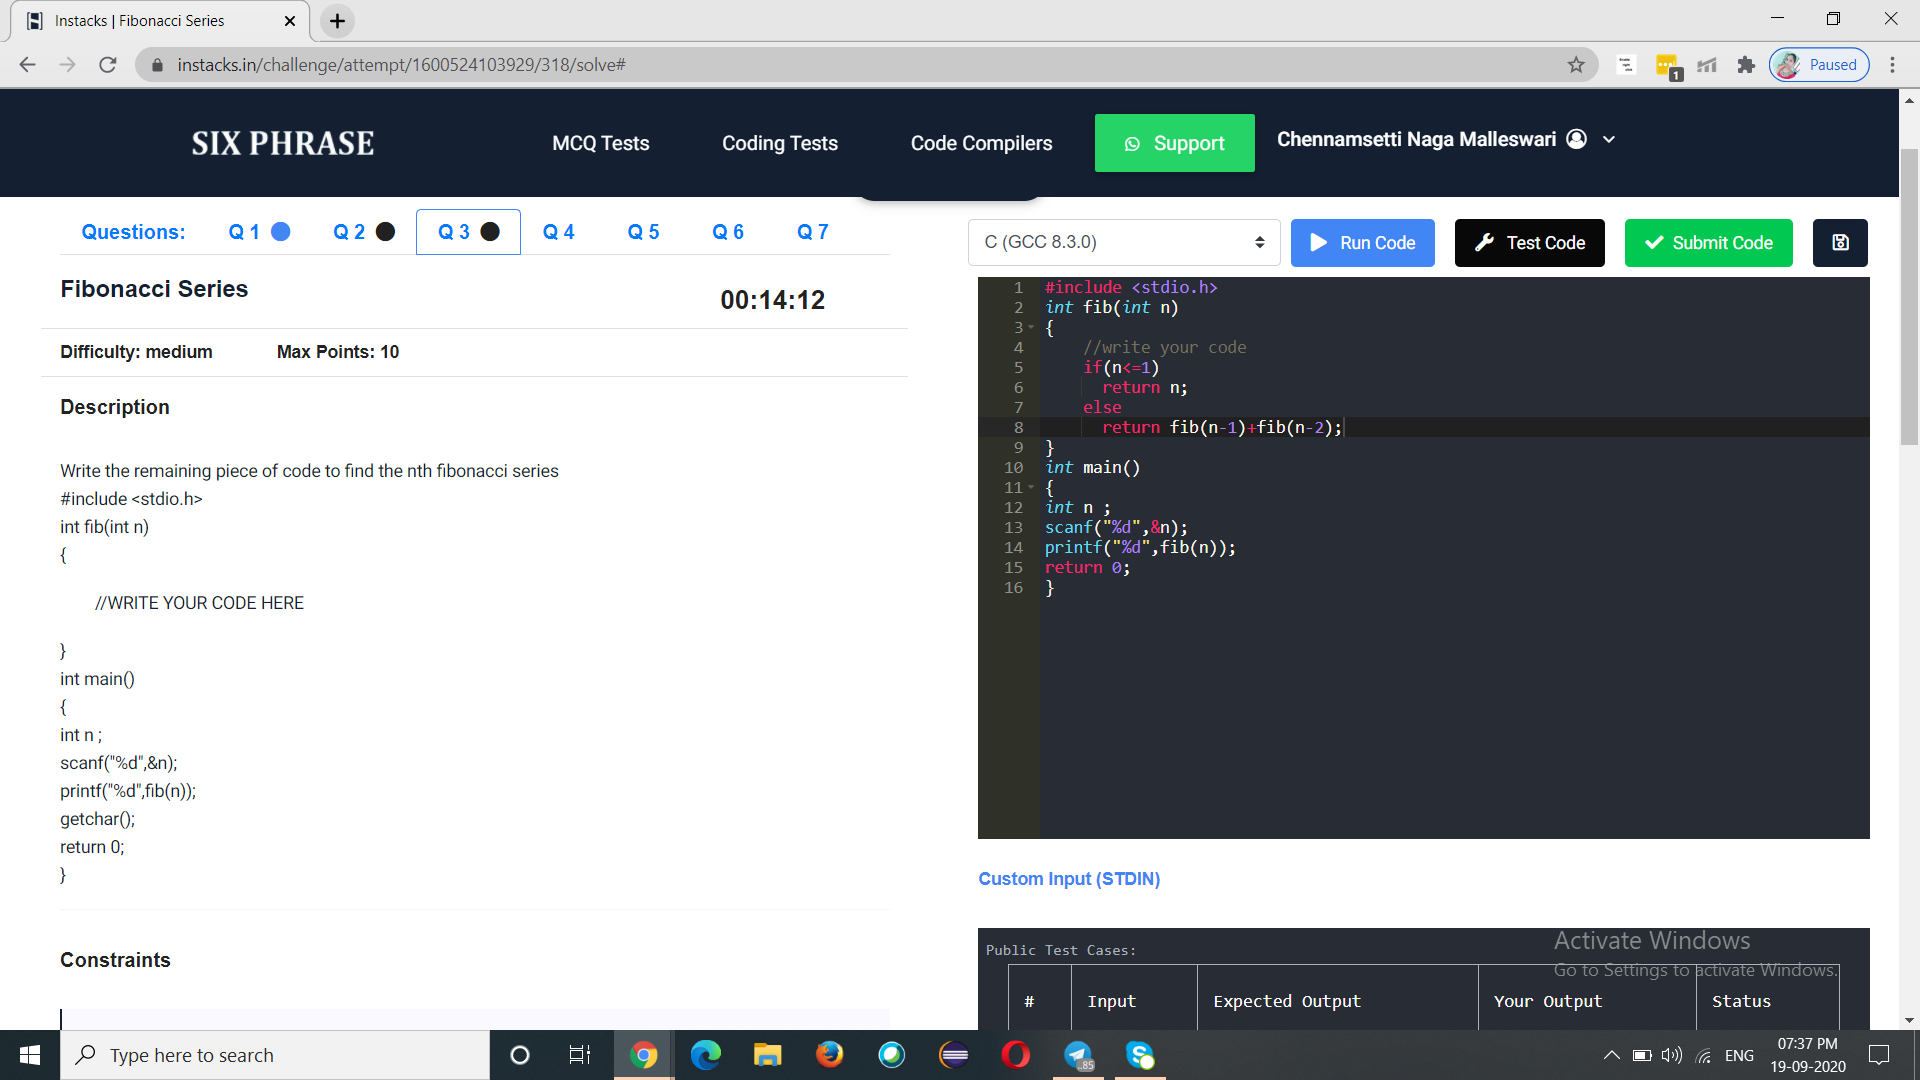 Instacks | Fibonacci Series
instacks.in/challenge/attempt/1600524103929/318/solve#
1
Paused
SIX PHRASE
MCQ Tests
Coding Tests
Code Compilers
Support
Chennamsetti Naga Malleswari
Questions:
Q 1
Q 2
Q 3
Q 4
Q 5
Q 6
Q 7
C (GCC 8.3.0)
Run Code
Test Code
Submit Code
Fibonacci Series
00:14:12
Difficulty: medium
Max Points: 10
Description
Write the remaining piece of code to find the nth fibonacci series
#include <stdio.h>
int fib(int n)
{
//WRITE YOUR CODE HERE
}
int main()
{
int n ;
scanf("%d",&n);
printf("%d",fib(n));
getchar();
return 0;
}
Constraints
1 #include <stdio.h>
2 int fib(int n)
3 {
4 //write your code
5 if(n<=1)
6 return n;
7 else
8 return fib(n-1)+fib(n-2);
9 }
10 int main()
11 {
12 int n ;
13 scanf("%d",&n);
14 printf("%d",fib(n));
15 return 0;
16 }
Custom Input (STDIN)
Public Test Cases:
# Input Expected Output Your Output Status
Activate Windows
Go to Settings to activate Windows.
Type here to search
85
ENG
07:37 PM
19-09-2020